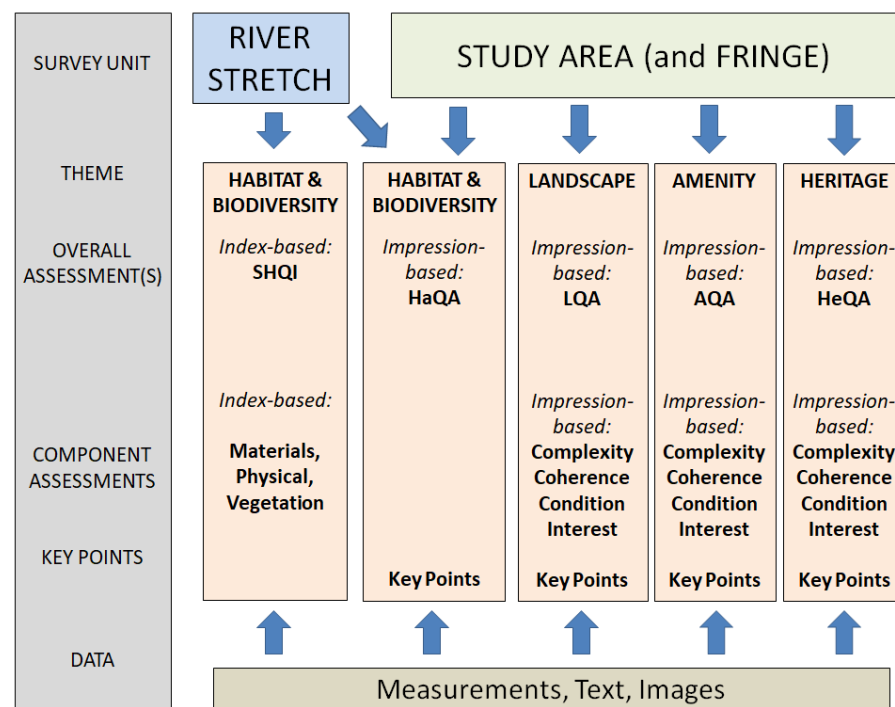 SURVEY UNIT
RIVER
STRETCH
STUDY AREA (and FRINGE)
THEME
HABITAT &
BIODIVERSITY
HABITAT &
BIODIVERSITY
LANDSCAPE
AMENITY
HERITAGE
OVERALL
ASSESSMENT(S)
Index-based:
SHQI
Impression-
based:
HaQA
Impression-
based:
LQA
Impression-
based:
AQA
Impression-
based:
HeQA
COMPONENT
ASSESSMENTS
Index-based:
Materials,
Physical,
Vegetation
Impression-
based:
Complexity
Coherence
Condition
Interest
Impression-
based:
Complexity
Coherence
Condition
Interest
Impression-
based:
Complexity
Coherence
Condition
Interest
KEY POINTS
Key Points
Key Points
Key Points
Key Points
DATA
Measurements, Text, Images